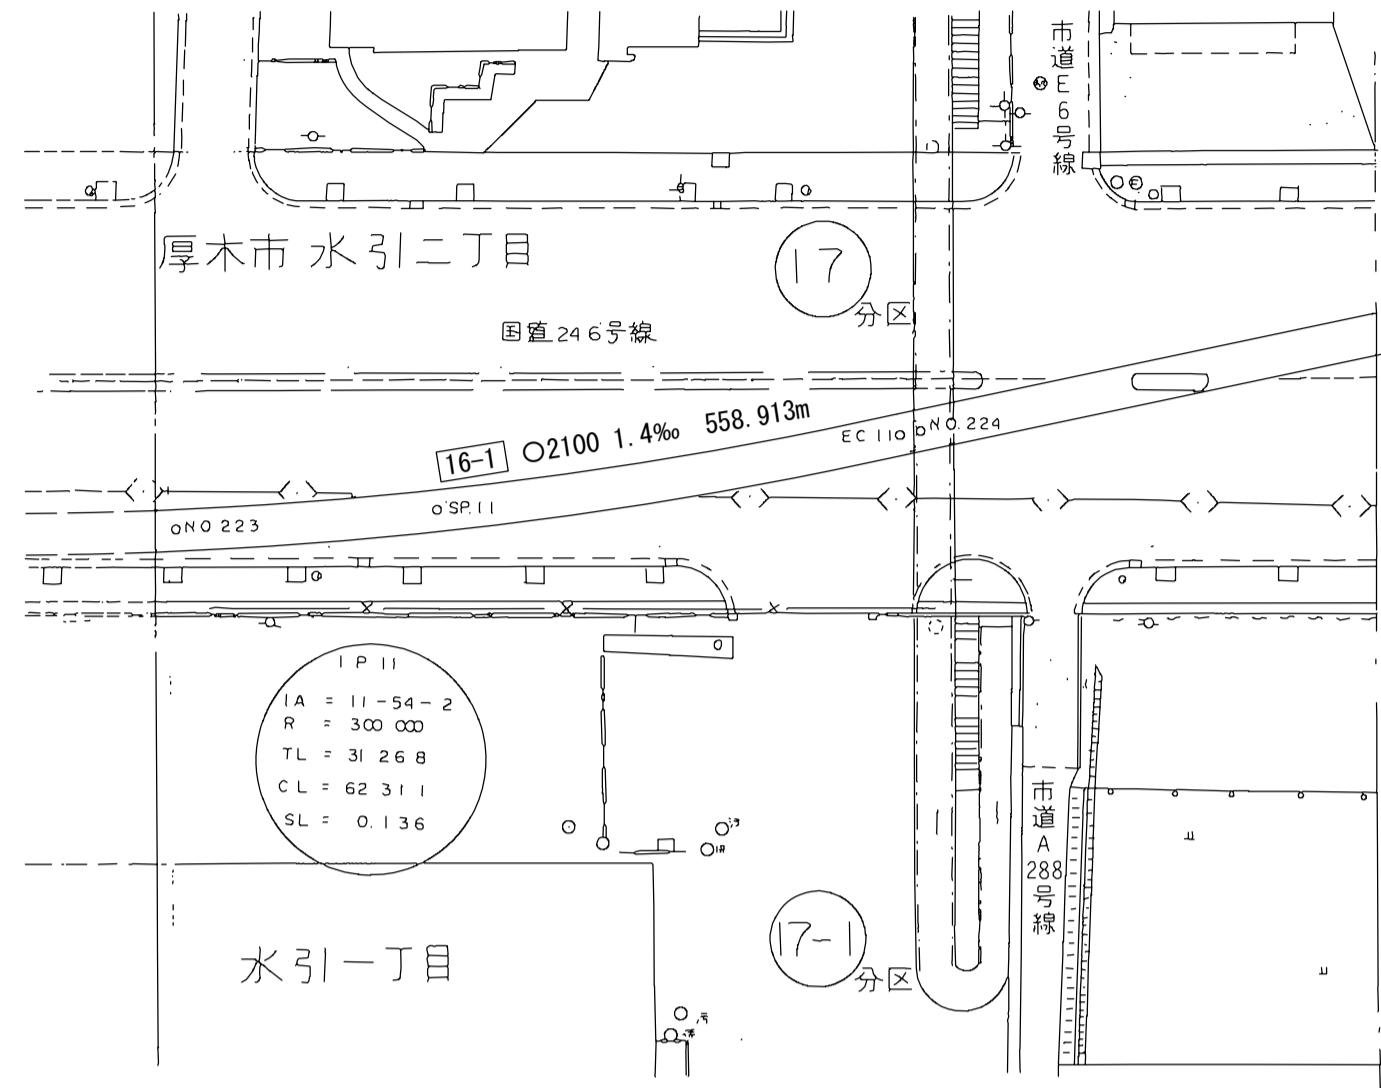 市道E6号線
厚木市 水引二丁目
17
分区
国道246号線
16-1 ○2100 1.4‰ 558.913m
EC 110 NO.224
SP.11
NO 223
IP 11
IA = 11-54-2
R = 300 000
TL = 31 268
CL = 62 311
SL = 0.136
市道A288号線
17-1
分区
水引一丁目